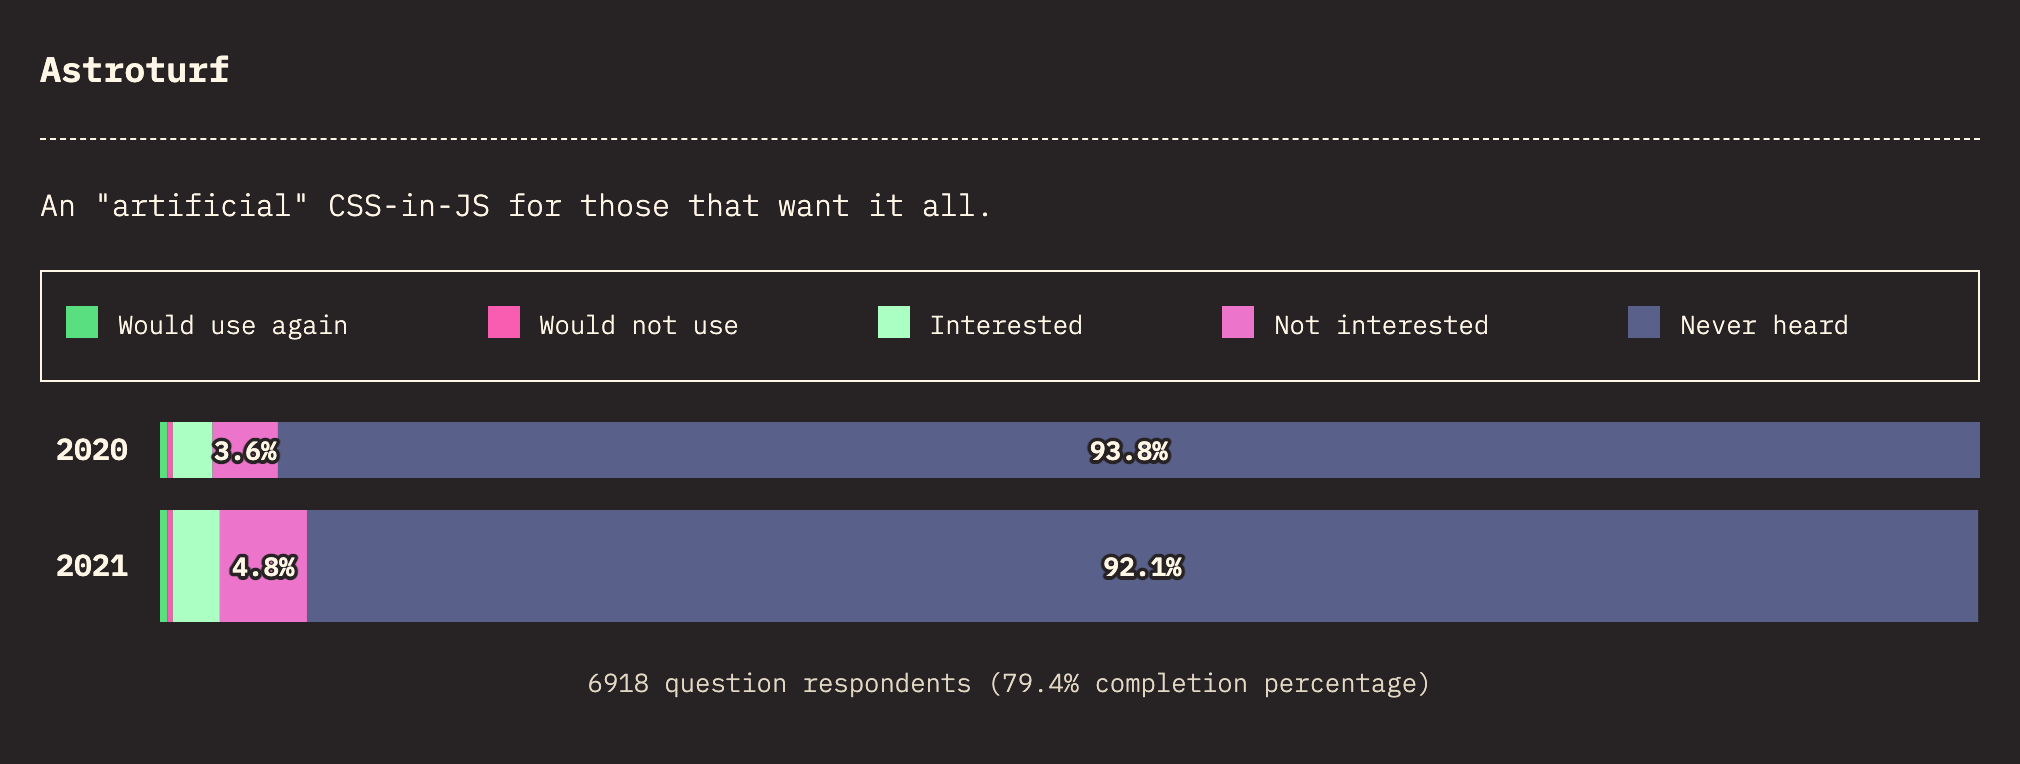 Astroturf
An "artificial" CSS-in-JS for those that want it all.
Would use again Would not use Interested Not interested Never heard
2020 3.6% 93.8%
2021 4.8% 92.1%
6918 question respondents (79.4% completion percentage)